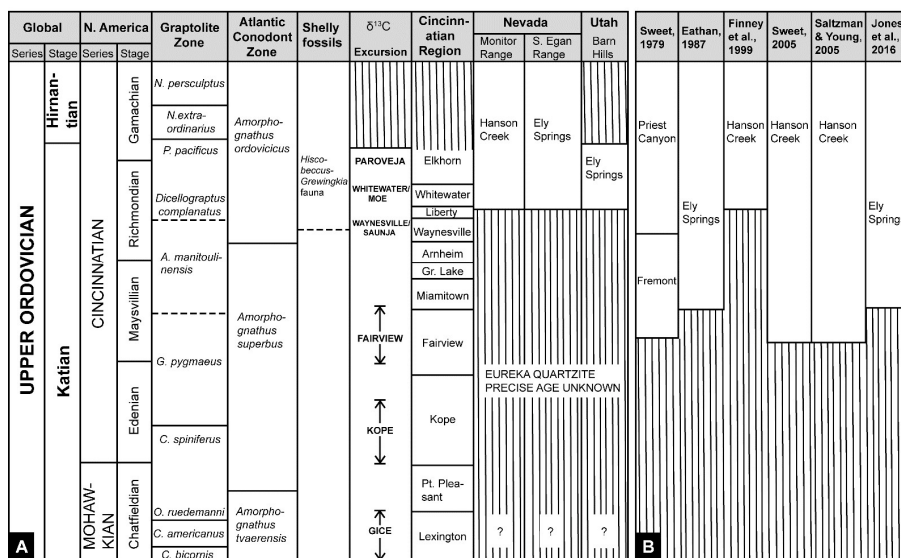 Global
N. America
Graptolite
Zone
Atlantic
Conodont
Zone
Shelly
fossils
δ13C
Excursion
Cincinn-
atian
Region
Nevada
Utah
Series
Stage
Series
Stage
Monitor
Range
S. Egan
Range
Barn
Hills
UPPER ORDOVICIAN
Hirnan-
tian
Katian
CINCINNATIAN
MOHAW-
KIAN
Gamachian
Richmondian
Maysvillian
Edenian
Chatfieldian
N. persculptus
N.extra-
ordinarius
P. pacificus
Dicellograptus
complanatus
A. manitouli-
nensis
G. pygmaeus
C. spiniferus
O. ruedemanni
C. americanus
C. bicornis
Amorpho-
gnathus
ordovicicus
Amorpho-
gnathus
superbus
Amorpho-
gnathus
tvaerensis
Hisco-
beccus-
Grewingkia
fauna
PAROVEJA
WHITEWATER/
MOE
WAYNESVILLE/
SAUNJA
FAIRVIEW
KOPE
GICE
Elkhorn
Whitewater
Liberty
Waynesville
Arnheim
Gr. Lake
Miamitown
Fairview
Kope
Pt. Plea-
sant
Lexington
Hanson
Creek
Ely
Springs
Ely
Springs
EUREKA QUARTZITE
PRECISE AGE UNKNOWN
?
?
?
A
Sweet,
1979
Eathan,
1987
Finney
et al.,
1999
Sweet,
2005
Saltzman
& Young,
2005
Jones
et al.,
2016
Priest
Canyon
Fremont
Ely
Springs
Hanson
Creek
Hanson
Creek
Hanson
Creek
Ely
Springs
B